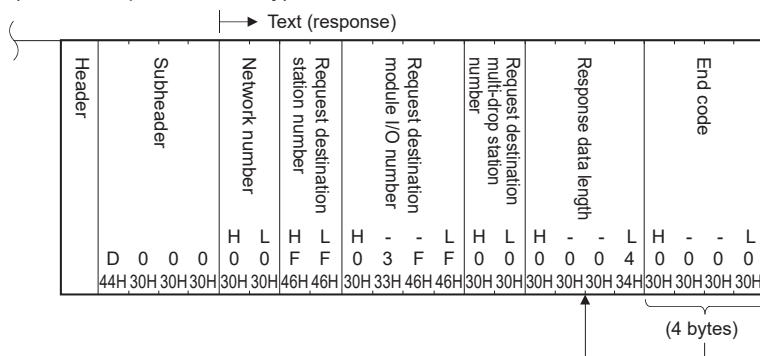 Text (response)
Header
Subheader
Network number
Request destination
station number
Request destination
module I/O number
Request destination
multi-drop station
number
Response data length
End code
H L H L H - - L H L H - - L H - - L
D 0 0 0 0 0 F F 0 3 F F 0 0 0 0 0 4 0 0 0 0
44H 30H 30H 30H 30H 30H 46H 46H 30H 33H 46H 46H 30H 30H 30H 30H 30H 34H 30H 30H 30H 30H
(4 bytes)